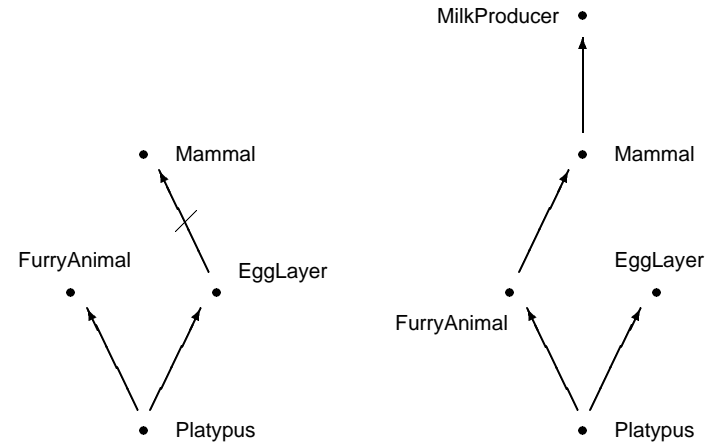 MilkProducer
Mammal
Mammal
FurryAnimal
EggLayer
EggLayer
FurryAnimal
Platypus
Platypus